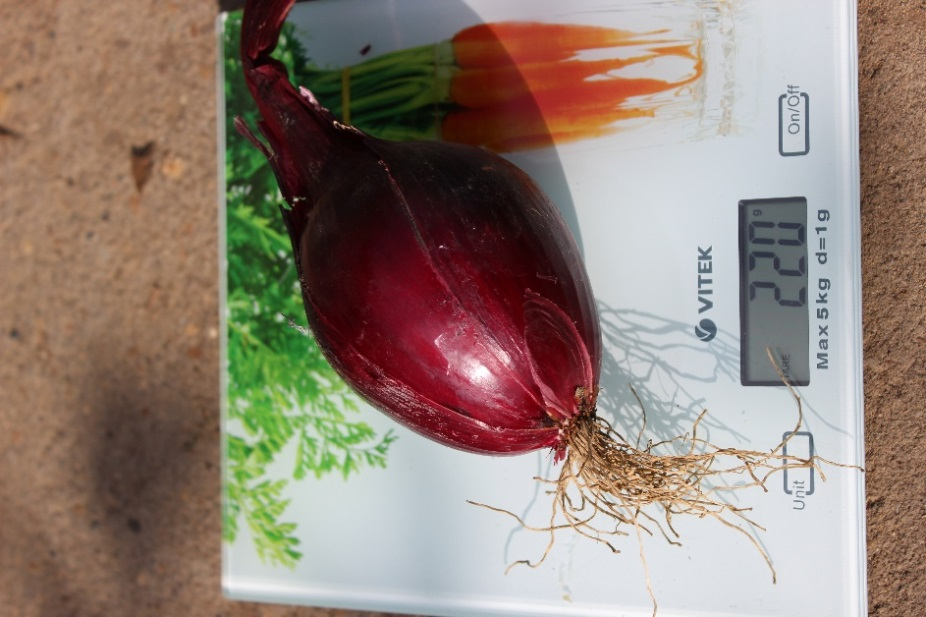 On/Off
220 g
VITEK
Max 5kg d=1g
Unit